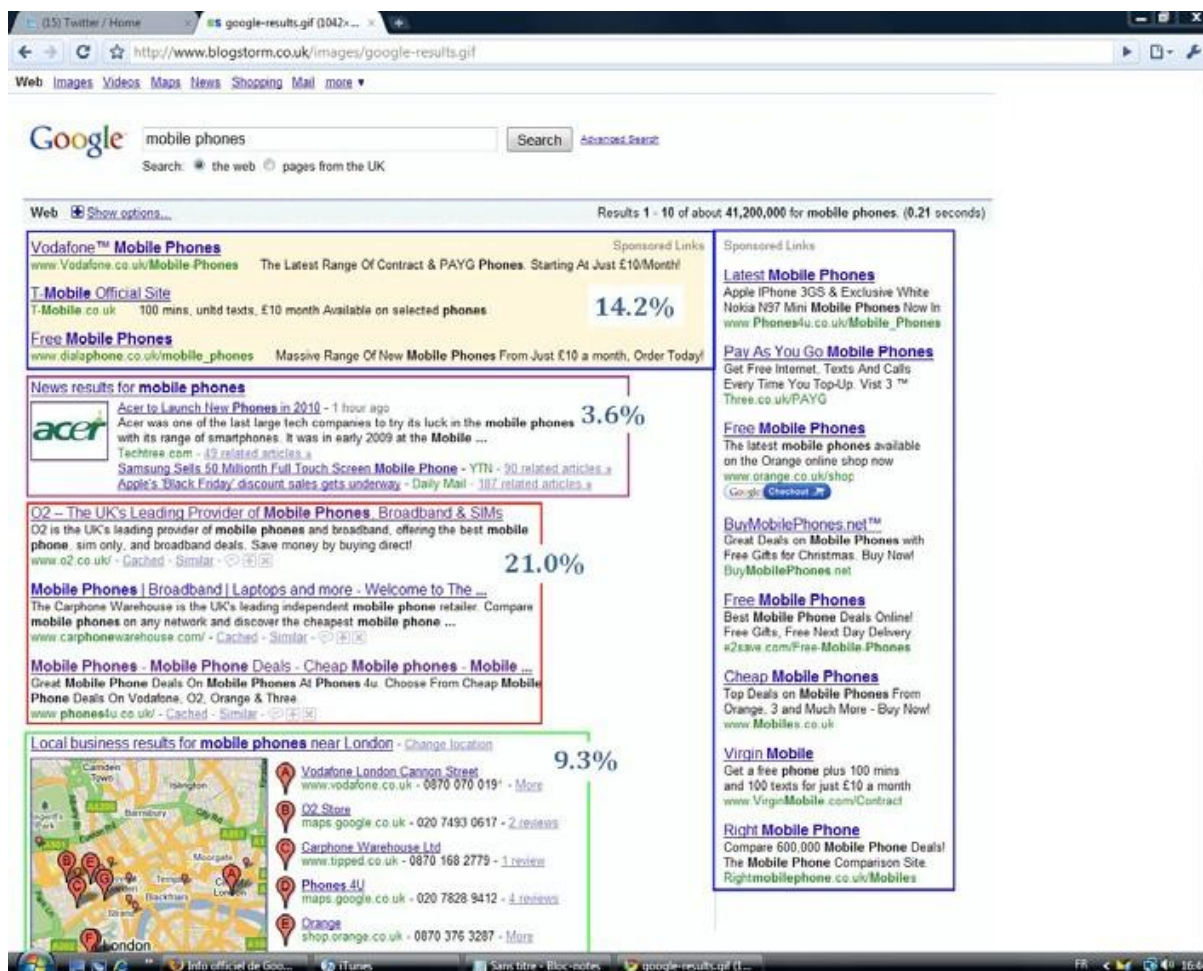 (15) Twitter / Home
google-results.gif (1042×...
http://www.blogstorm.co.uk/images/google-results.gif
Web Images Videos Maps News Shopping Mail more ▼
Google mobile phones Search Advanced Search
Search: the web pages from the UK
Web Show options... Results 1 - 10 of about 41,200,000 for mobile phones. (0.21 seconds)
Vodafone™ Mobile Phones Sponsored Links
www.Vodafone.co.uk/Mobile-Phones The Latest Range Of Contract & PAYG Phones. Starting At Just £10/Month!
T-Mobile Official Site
T-Mobile.co.uk 100 mins, unltd texts, £10 month Available on selected phones
14.2%
Free Mobile Phones
www.dialaphone.co.uk/mobile_phones Massive Range Of New Mobile Phones From Just £10 a month, Order Today!
News results for mobile phones
acer
Acer to Launch New Phones in 2010 - 1 hour ago
Acer was one of the last large tech companies to try its luck in the mobile phones
with its range of smartphones. It was in early 2009 at the Mobile ...
Techtree.com - 49 related articles »
Samsung Sells 50 Millionth Full Touch Screen Mobile Phone - YTN - 90 related articles »
Apple's 'Black Friday' discount sales gets underway - Daily Mail - 187 related articles »
3.6%
O2 – The UK's Leading Provider of Mobile Phones, Broadband & SIMs
O2 is the UK's leading provider of mobile phones and broadband, offering the best mobile
phone, sim only, and broadband deals. Save money by buying direct!
www.o2.co.uk/ - Cached - Similar -
21.0%
Mobile Phones | Broadband | Laptops and more - Welcome to The ...
The Carphone Warehouse is the UK's leading independent mobile phone retailer. Compare
mobile phones on any network and discover the cheapest mobile phone ...
www.carphonewarehouse.com/ - Cached - Similar -
Mobile Phones - Mobile Phone Deals - Cheap Mobile phones - Mobile ...
Great Mobile Phone Deals On Mobile Phones At Phones 4u. Choose From Cheap Mobile
Phone Deals On Vodafone, O2, Orange & Three.
www.phones4u.co.uk/ - Cached - Similar -
Local business results for mobile phones near London - Change location
9.3%
Camden
Town
Islington
Barnsbury
Moorgate
Temple
Blackfriars
Strand
London
A Vodafone London Cannon Street
www.vodafone.co.uk - 0870 070 019* - More
B O2 Store
maps.google.co.uk - 020 7493 0617 - 2 reviews
C Carphone Warehouse Ltd
www.tipped.co.uk - 0870 168 2779 - 1 review
D Phones 4U
maps.google.co.uk - 020 7828 9412 - 4 reviews
E Orange
shop.orange.co.uk - 0870 376 3287 - More
Sponsored Links
Latest Mobile Phones
Apple IPhone 3GS & Exclusive White
Nokia N97 Mini Mobile Phones Now In
www.Phones4u.co.uk/Mobile_Phones
Pay As You Go Mobile Phones
Get Free Internet, Texts And Calls
Every Time You Top-Up. Vist 3 ™
Three.co.uk/PAYG
Free Mobile Phones
The latest mobile phones available
on the Orange online shop now
www.orange.co.uk/shop
Google Checkout
BuyMobilePhones.net™
Great Deals on Mobile Phones with
Free Gifts for Christmas. Buy Now!
BuyMobilePhones.net
Free Mobile Phones
Best Mobile Phone Deals Online!
Free Gifts, Free Next Day Delivery
e2save.com/Free-Mobile-Phones
Cheap Mobile Phones
Top Deals on Mobile Phones From
Orange, 3 and Much More - Buy Now!
www.Mobiles.co.uk
Virgin Mobile
Get a free phone plus 100 mins
and 100 texts for just £10 a month
www.VirginMobile.com/Contract
Right Mobile Phone
Compare 600,000 Mobile Phone Deals!
The Mobile Phone Comparison Site.
Rightmobilephone.co.uk/Mobiles
Info officiel de Goo... iTunes Sans titre - Bloc-notes google-results.gif (1... FR